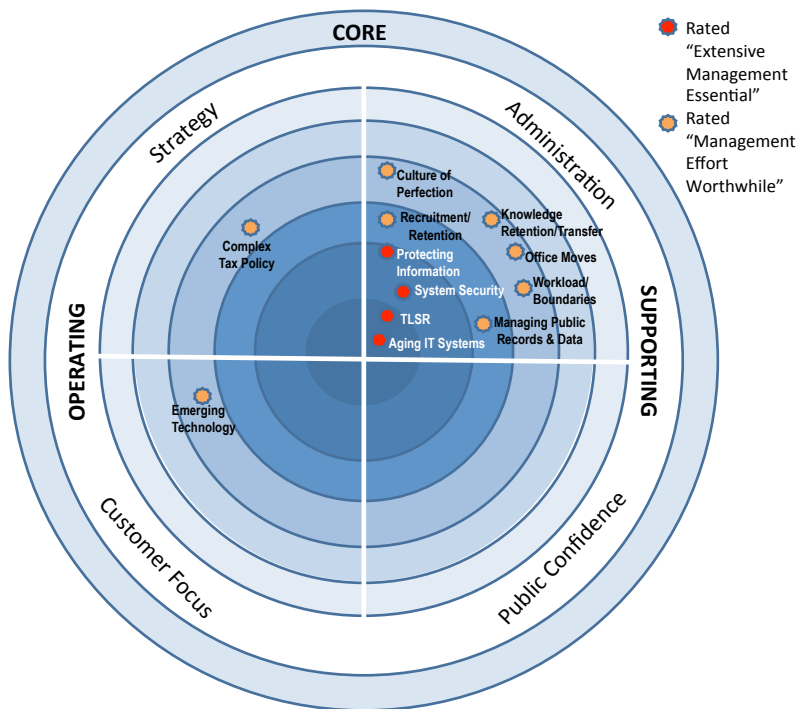 CORE
Rated
“Extensive
Management
Essential”
Rated
“Management
Effort
Worthwhile”
Strategy
Administration
Culture of
Perfection
Recruitment/
Retention
Knowledge
Retention/Transfer
Complex
Tax Policy
Protecting
Information
Office Moves
System Security
Workload/
Boundaries
TLSR
Managing Public
Records & Data
Aging IT Systems
OPERATING
SUPPORTING
Emerging
Technology
Customer Focus
Public Confidence